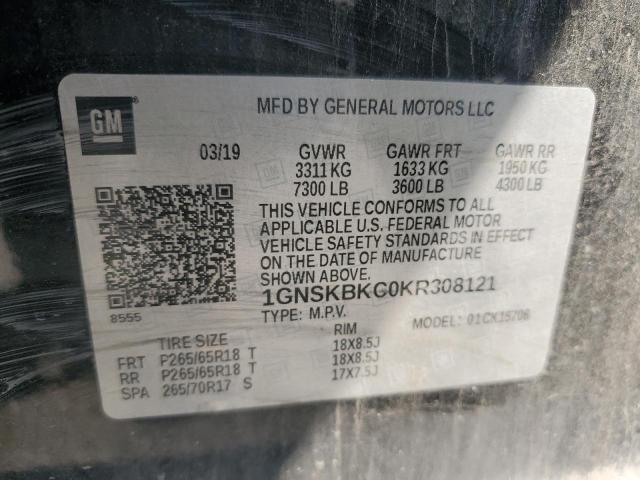 GM
MFD BY GENERAL MOTORS LLC
03/19 GVWR GAWR FRT GAWR RR
3311 KG 1633 KG 1950 KG
7300 LB 3600 LB 4300 LB
THIS VEHICLE CONFORMS TO ALL
APPLICABLE U.S. FEDERAL MOTOR
VEHICLE SAFETY STANDARDS IN EFFECT
ON THE DATE OF MANUFACTURE
SHOWN ABOVE.
1GNSKBKC0KR308121
8555
TYPE: M.P.V. MODEL: 01CK15706
TIRE SIZE RIM
FRT P265/65R18 T 18X8.5J
RR P265/65R18 T 18X8.5J
SPA 265/70R17 S 17X7.5J